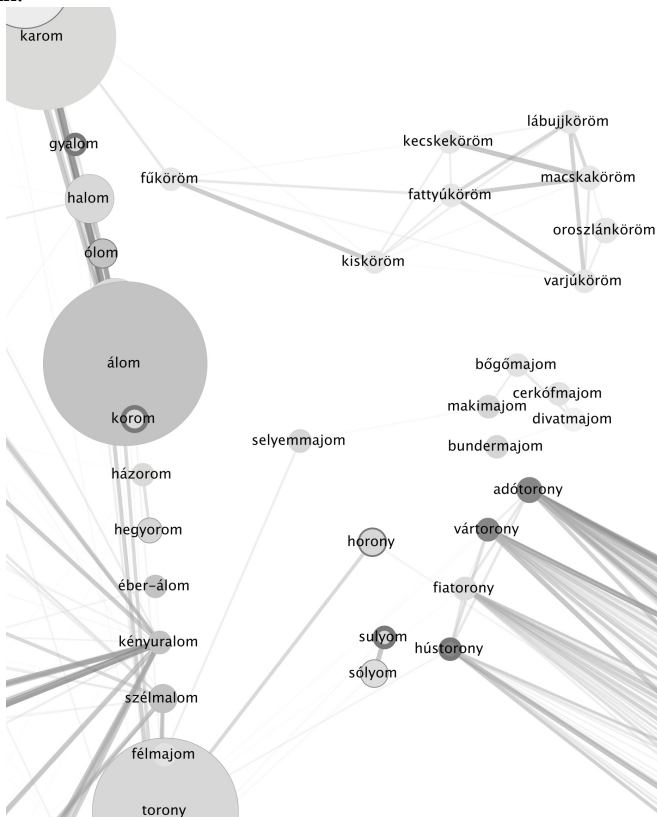 karom
lábujjköröm
kecskeköröm
gyalom
fűköröm
macskaköröm
halom
fattyúköröm
oroszlánköröm
ólom
kisköröm
varjúköröm
álom
bőgőmajom
cerkófmajom
makimajom
korom
divatmajom
selyemmajom
bundermajom
házorom
adótorony
hegyorom
vártorony
horony
éber-álom
fiatorony
kényuralom
sulyom
hústorony
sólyom
szélmalom
félmajom
torony